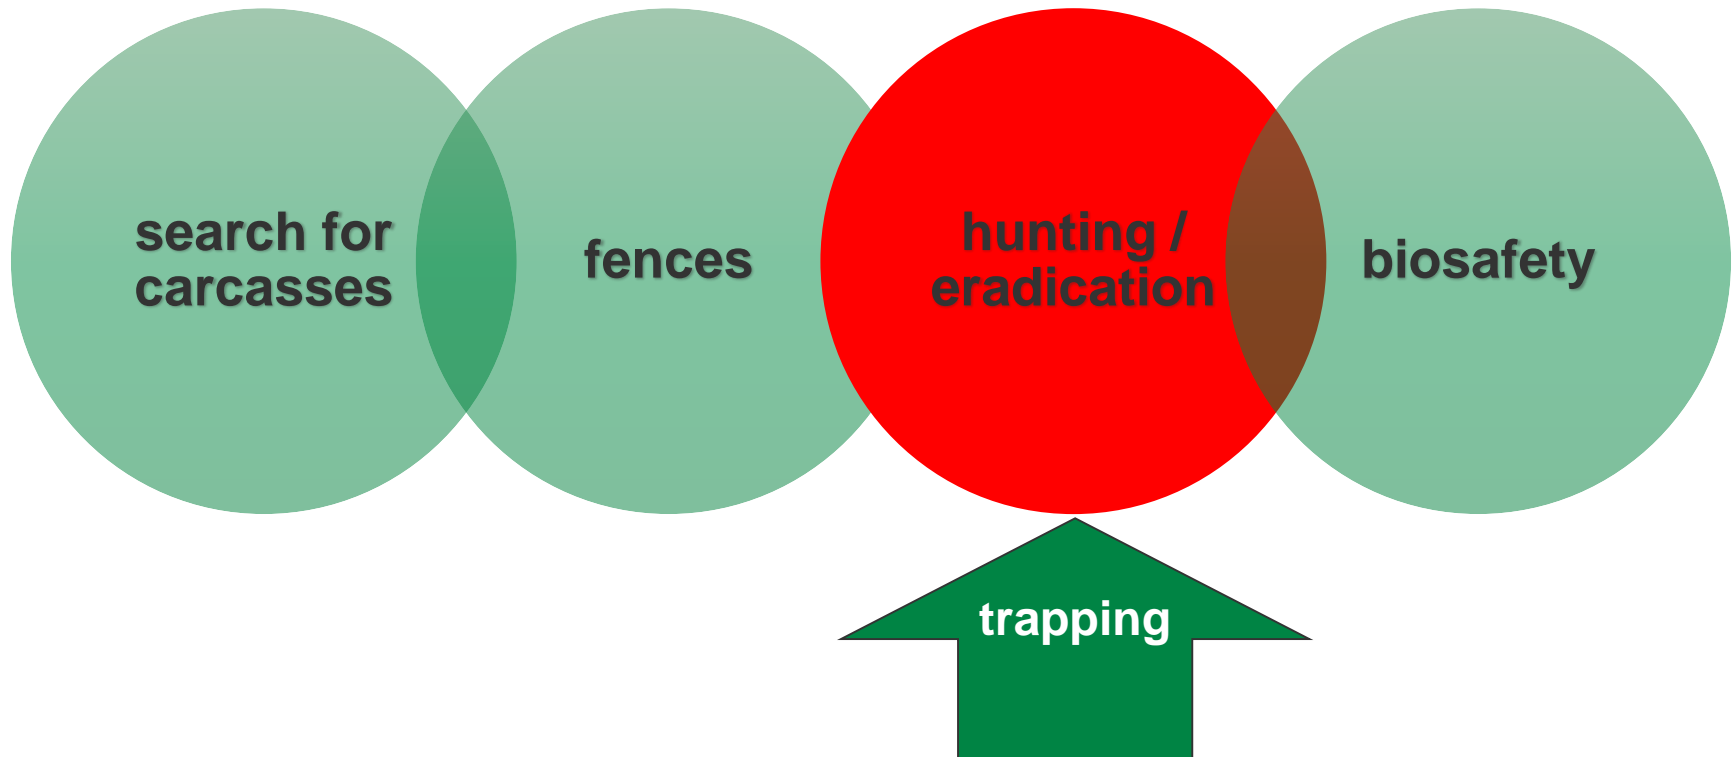 search for
carcasses
fences
hunting /
eradication
biosafety
trapping